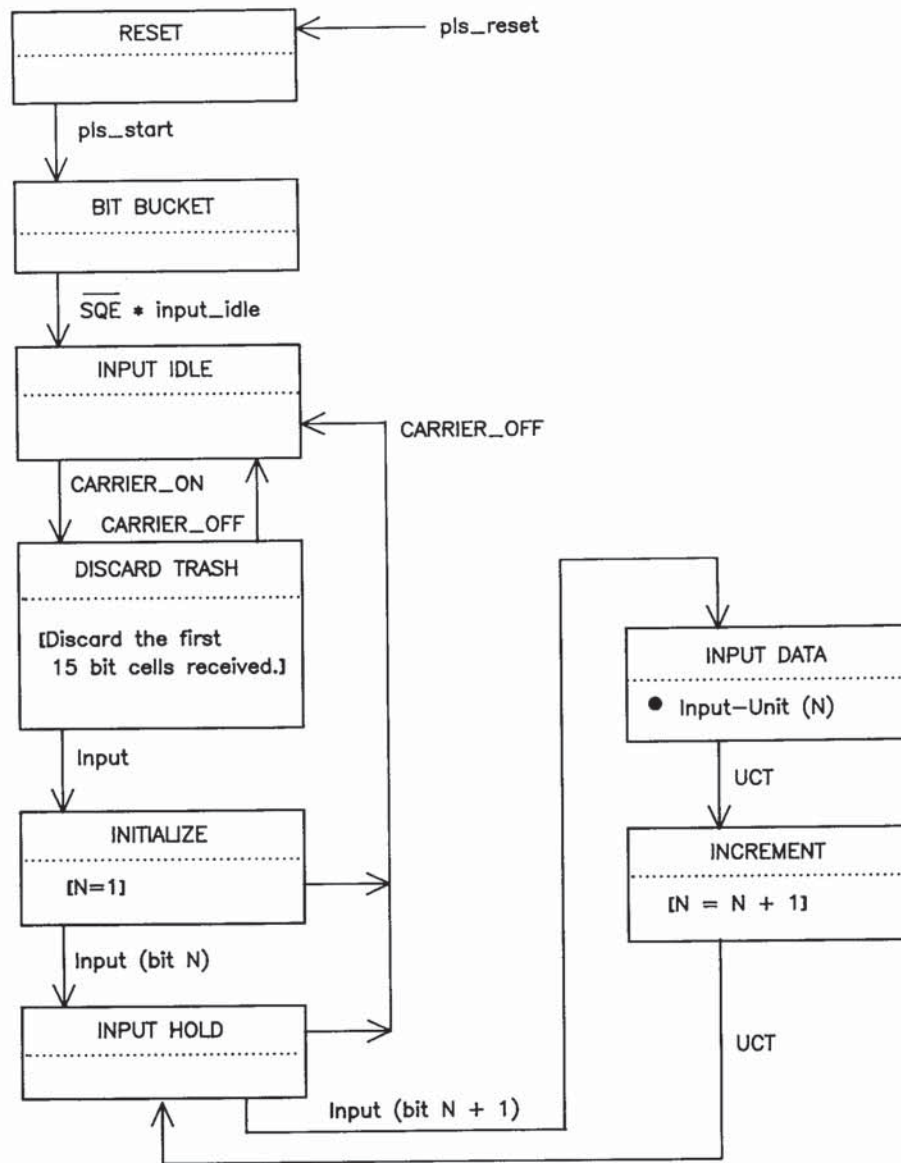 RESET
pls_reset
pls_start
BIT BUCKET
S̅Q̅E̅ * input_idle
INPUT IDLE
CARRIER_OFF
CARRIER_ON
CARRIER_OFF
DISCARD TRASH
[Discard the first
15 bit cells received.]
Input
INITIALIZE
[N=1]
Input (bit N)
INPUT HOLD
Input (bit N + 1)
INPUT DATA
● Input-Unit (N)
UCT
INCREMENT
[N = N + 1]
UCT